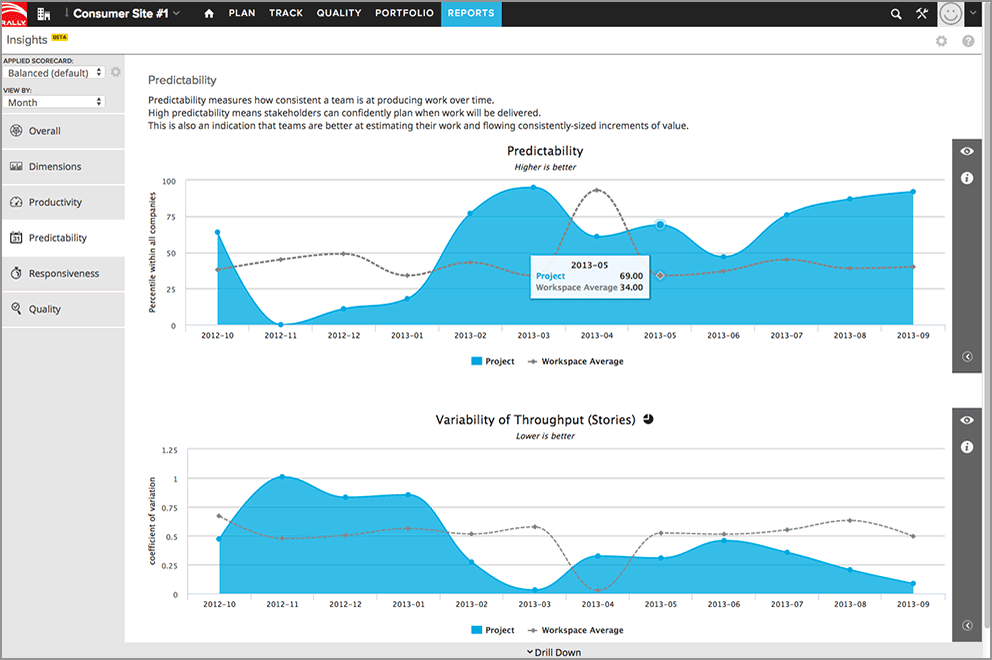 RALLY
Consumer Site #1
PLAN TRACK QUALITY PORTFOLIO REPORTS
Insights BETA
APPLIED SCORECARD:
Balanced (default)
VIEW BY:
Month
Overall
Dimensions
Productivity
31 Predictability
Responsiveness
Quality
Predictability
Predictability measures how consistent a team is at producing work over time.
High predictability means stakeholders can confidently plan when work will be delivered.
This is also an indication that teams are better at estimating their work and flowing consistently-sized increments of value.
Predictability
Higher is better
Percentile within all companies
100
75
50
25
0
2013-05
Project 69.00
Workspace Average 34.00
2012-10 2012-11 2012-12 2013-01 2013-02 2013-03 2013-04 2013-05 2013-06 2013-07 2013-08 2013-09
Project Workspace Average
Variability of Throughput (Stories)
Lower is better
coefficient of variation
1.25
1
0.75
0.5
0.25
0
2012-10 2012-11 2012-12 2013-01 2013-02 2013-03 2013-04 2013-05 2013-06 2013-07 2013-08 2013-09
Project Workspace Average
Drill Down